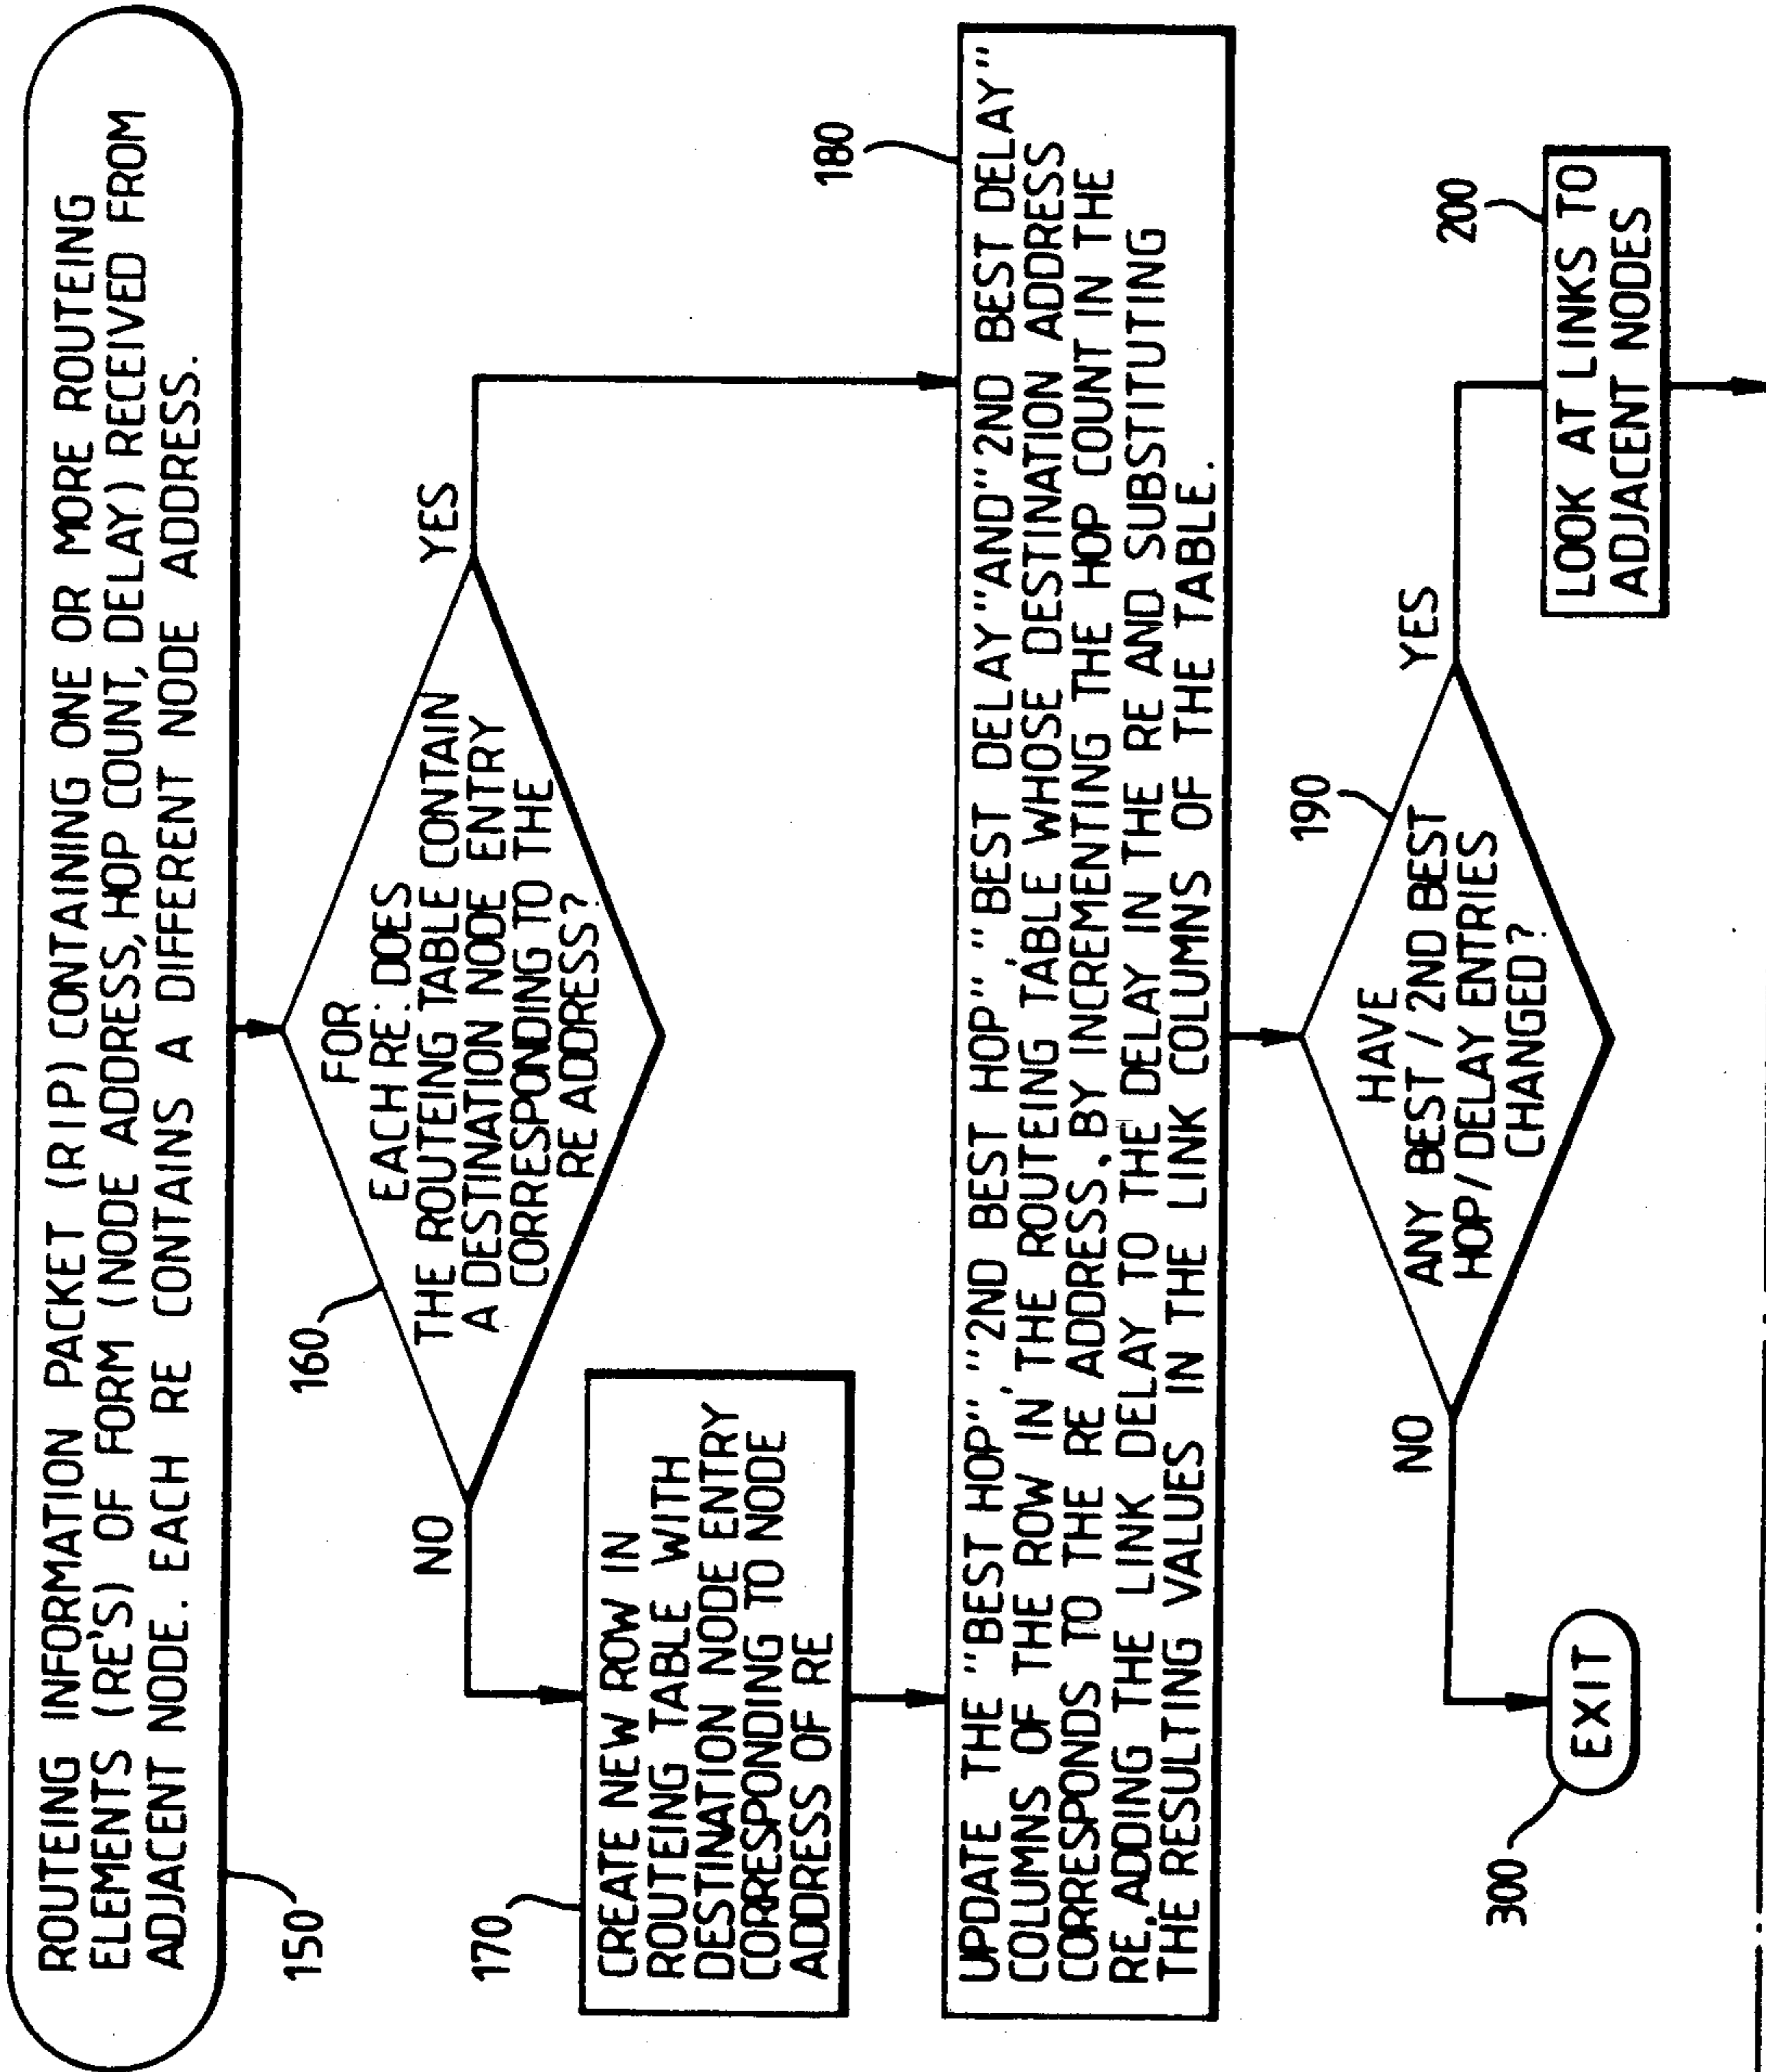 ROUTEING INFORMATION PACKET (RIP) CONTAINING ONE OR MORE ROUTEING
ELEMENTS (RE'S) OF FORM (NODE ADDRESS, HOP COUNT, DELAY) RECEIVED FROM
ADJACENT NODE. EACH RE CONTAINS A DIFFERENT NODE ADDRESS.
150
160
FOR
EACH RE: DOES
THE ROUTEING TABLE CONTAIN
A DESTINATION NODE ENTRY
CORRESPONDING TO THE
RE ADDRESS?
NO
YES
170
CREATE NEW ROW IN
ROUTEING TABLE WITH
DESTINATION NODE ENTRY
CORRESPONDING TO NODE
ADDRESS OF RE
180
UPDATE THE "BEST HOP", "2ND BEST HOP" "BEST DELAY" AND "2ND BEST DELAY"
COLUMNS OF THE ROW IN THE ROUTEING TABLE WHOSE DESTINATION ADDRESS
CORRESPONDS TO THE RE ADDRESS, BY INCREMENTING THE HOP COUNT IN THE
RE, ADDING THE LINK DELAY TO THE DELAY IN THE RE AND SUBSTITUTING
THE RESULTING VALUES IN THE LINK COLUMNS OF THE TABLE.
190
HAVE
ANY BEST / 2ND BEST
HOP / DELAY ENTRIES
CHANGED?
NO
YES
300
EXIT
200
LOOK AT LINKS TO
ADJACENT NODES